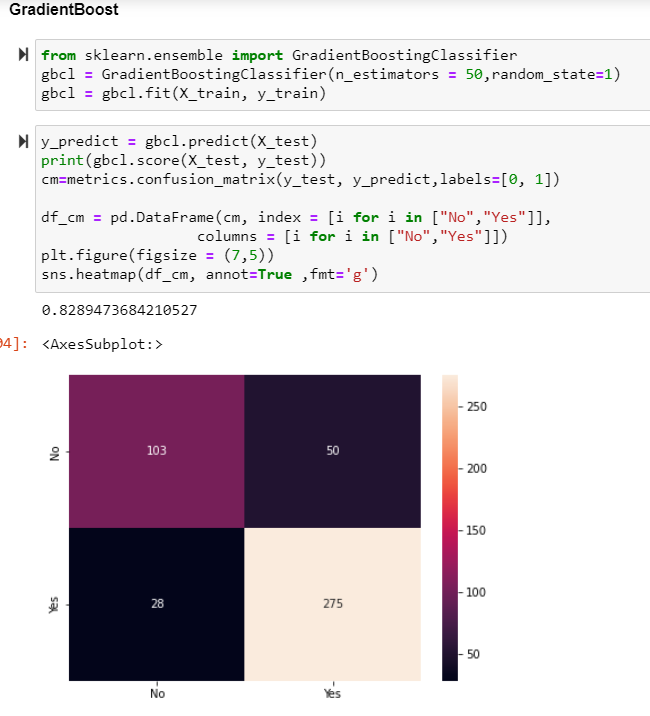 GradientBoost
from sklearn.ensemble import GradientBoostingClassifier
gbcl = GradientBoostingClassifier(n_estimators = 50,random_state=1)
gbcl = gbcl.fit(X_train, y_train)
y_predict = gbcl.predict(X_test)
print(gbcl.score(X_test, y_test))
cm=metrics.confusion_matrix(y_test, y_predict,labels=[0, 1])
df_cm = pd.DataFrame(cm, index = [i for i in ["No","Yes"]],
columns = [i for i in ["No","Yes"]])
plt.figure(figsize = (7,5))
sns.heatmap(df_cm, annot=True ,fmt='g')
0.8289473684210527
94]: <AxesSubplot:>
250
No 103 50
200
150
100
Yes 28 275
50
No Yes